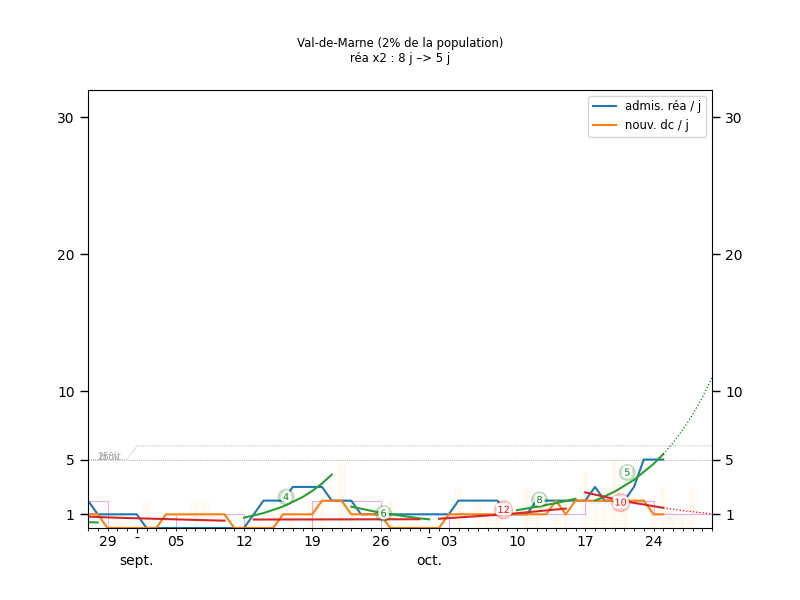 Val-de-Marne (2% de la population)
réa x2 : 8 j –> 5 j
admis. réa / j
nouv. dc / j
30 30
20 20
10 10
5 5
1 1
4 6 12 8 5 10
29 - 05 12 19 26 - 03 10 17 24
sept. oct.